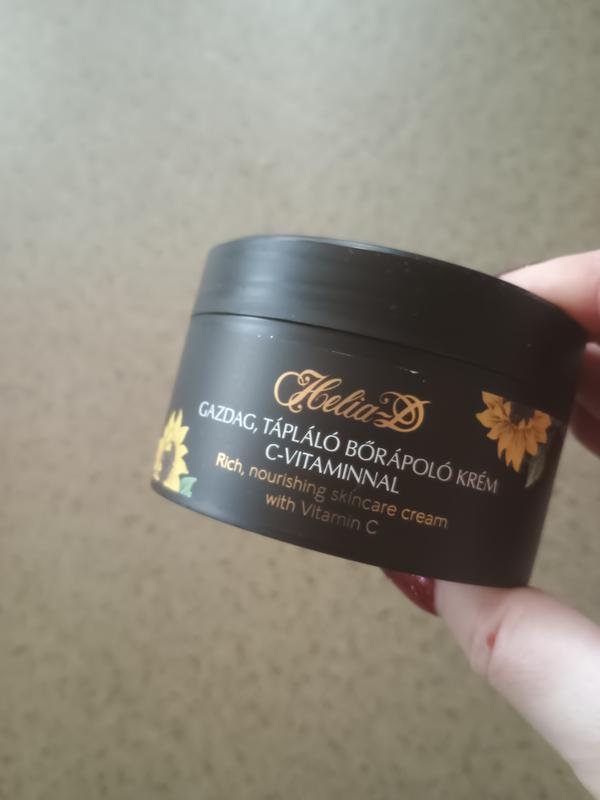 Helia-D
GAZDAG, TÁPLÁLÓ BŐRÁPOLÓ KRÉM
C-VITAMINNAL
Rich, nourishing skincare cream
with Vitamin C